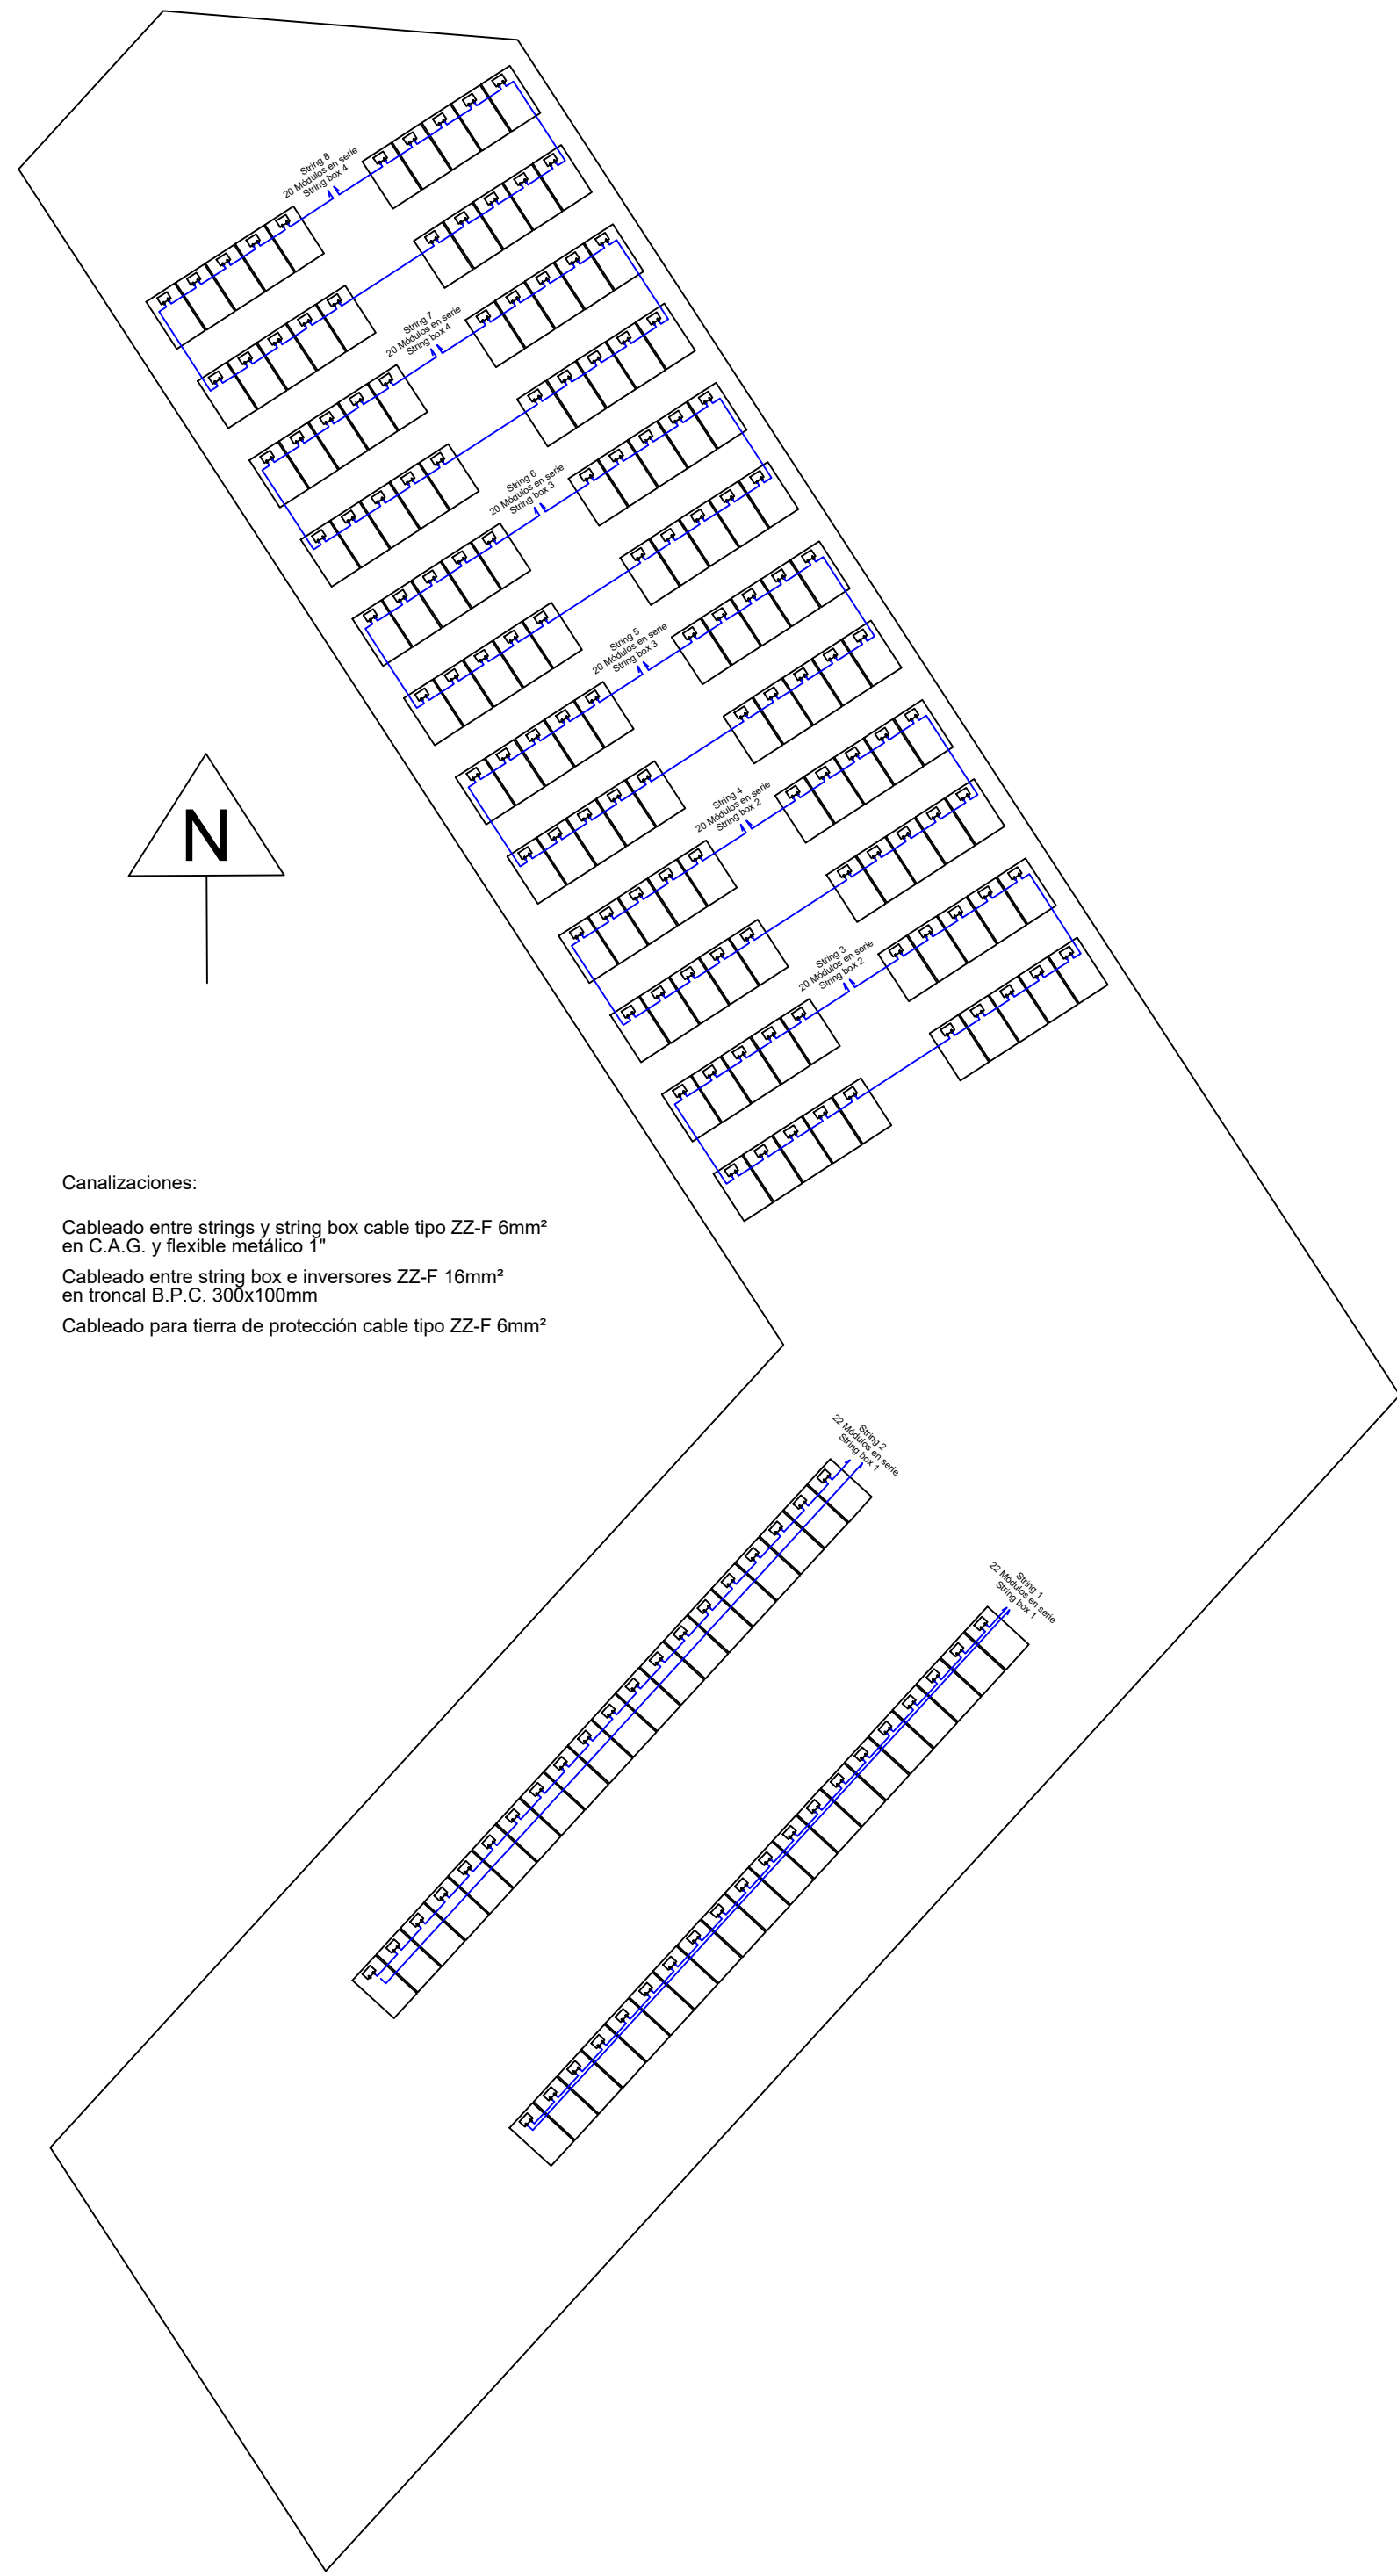 String 8
20 Módulos en serie
String box 4
String 7
20 Módulos en serie
String box 4
String 6
20 Módulos en serie
String box 3
String 5
20 Módulos en serie
String box 3
String 4
20 Módulos en serie
String box 2
N
String 3
20 Módulos en serie
String box 2
Canalizaciones:
Cableado entre strings y string box cable tipo ZZ-F 6mm²
en C.A.G. y flexible metálico 1"
Cableado entre string box e inversores ZZ-F 16mm²
en troncal B.P.C. 300x100mm
Cableado para tierra de protección cable tipo ZZ-F 6mm²
String 2
22 Módulos en serie
String box 1
String 1
22 Módulos en serie
String box 1